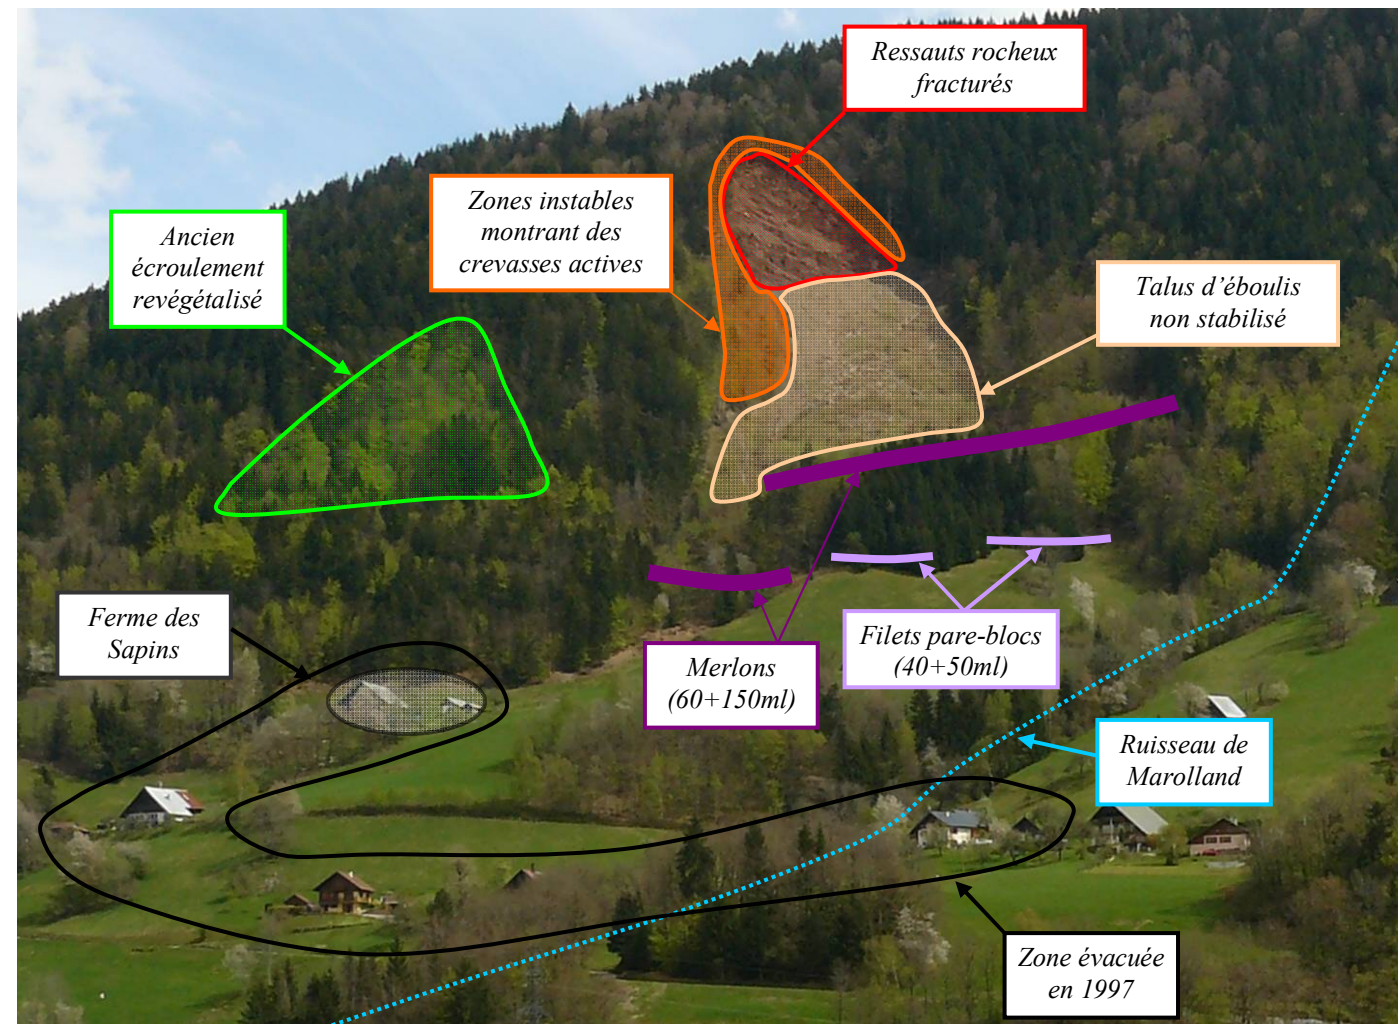 Ressauts rocheux
fracturés
Zones instables
montrant des
crevasses actives
Ancien
écroulement
revégétalisé
Talus d'éboulis
non stabilisé
Ferme des
Sapins
Merlons
(60+150ml)
Filets pare-blocs
(40+50ml)
Ruisseau de
Marolland
Zone évacuée
en 1997